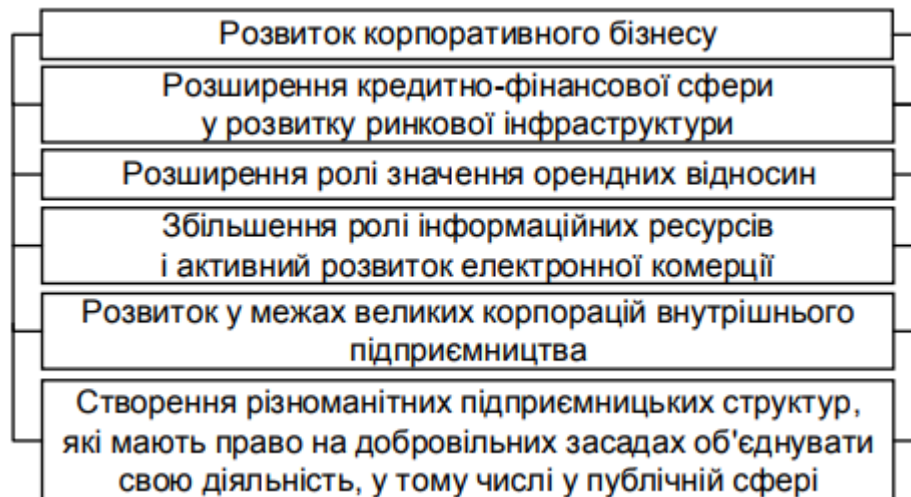 Розвиток корпоративного бізнесу
Розширення кредитно-фінансової сфери
у розвитку ринкової інфраструктури
Розширення ролі значення орендних відносин
Збільшення ролі інформаційних ресурсів
і активний розвиток електронної комерції
Розвиток у межах великих корпорацій внутрішнього
підприємництва
Створення різноманітних підприємницьких структур,
які мають право на добровільних засадах об'єднувати
свою діяльність, у тому числі у публічній сфері